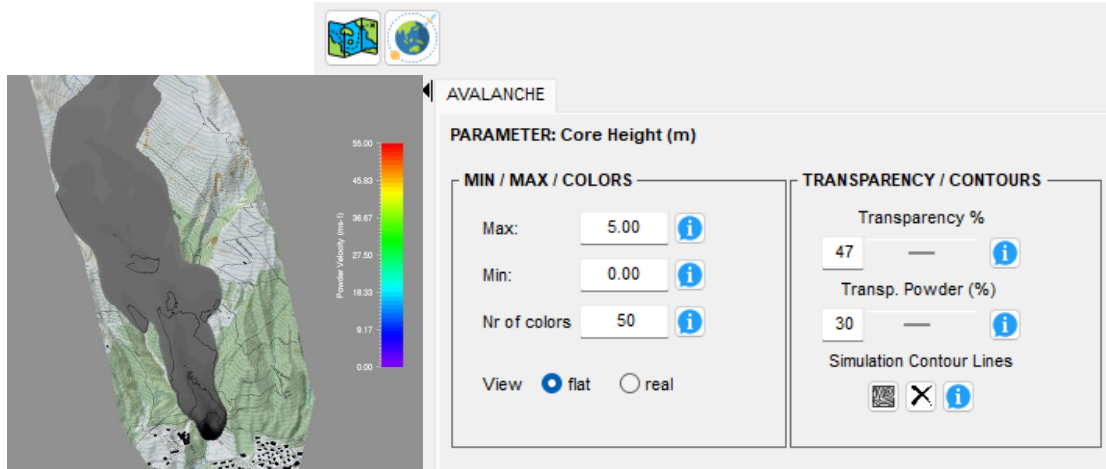 55.00
45.83
36.67
27.50
18.33
9.17
0.00
Powder Velocity (ms-1)
AVALANCHE
PARAMETER: Core Height (m)
MIN / MAX / COLORS
Max: 5.00
Min: 0.00
Nr of colors 50
View flat real
TRANSPARENCY / CONTOURS
Transparency %
47
Transp. Powder (%)
30
Simulation Contour Lines